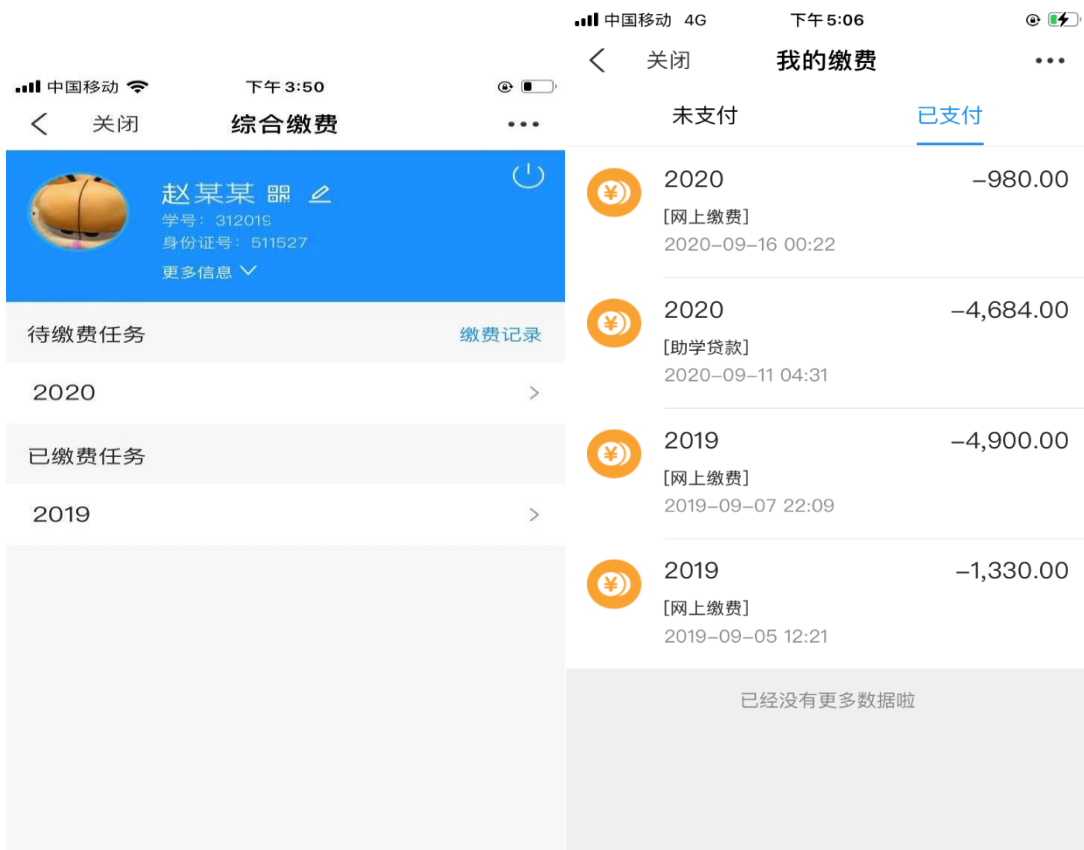 中国移动
下午3:50
关闭
综合缴费
赵某某
学号: 312019
身份证号: 511527
更多信息
待缴费任务
缴费记录
2020
已缴费任务
2019
中国移动 4G
下午5:06
关闭
我的缴费
未支付
已支付
2020
-980.00
[网上缴费]
2020-09-16 00:22
2020
-4,684.00
[助学贷款]
2020-09-11 04:31
2019
-4,900.00
[网上缴费]
2019-09-07 22:09
2019
-1,330.00
[网上缴费]
2019-09-05 12:21
已经没有更多数据啦